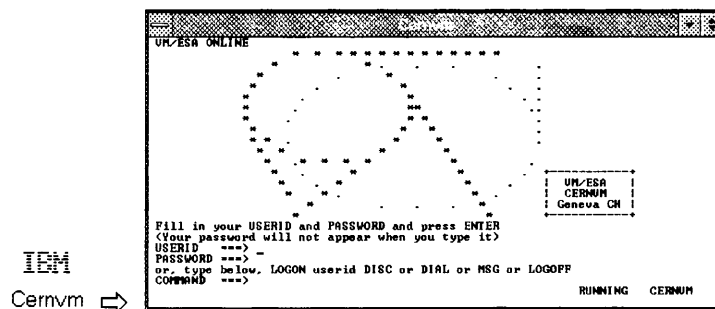 Cernvm
VM/ESA ONLINE
VM/ESA
CERNVM
Geneva CH
Fill in your USERID and PASSWORD and press ENTER
(Your password will not appear when you type it)
USERID ===> _
PASSWORD ===>
or, type below, LOGON userid DISC or DIAL or MSG or LOGOFF
COMMAND ===>
RUNNING CERNVM
IBM
Cernvm